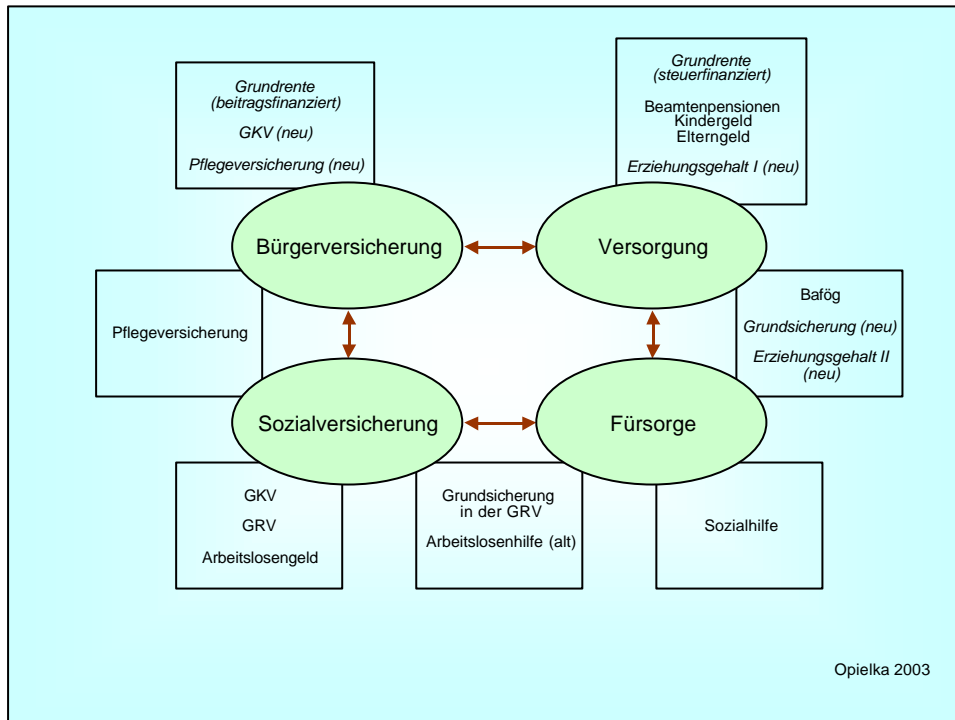 Grundrente
(beitragsfinanziert)
GKV (neu)
Pflegeversicherung (neu)
Grundrente
(steuerfinanziert)
Beamtenpensionen
Kindergeld
Elterngeld
Erziehungsgehalt I (neu)
Bürgerversicherung
Versorgung
Pflegeversicherung
Bafög
Grundsicherung (neu)
Erziehungsgehalt II
(neu)
Sozialversicherung
Fürsorge
GKV
GRV
Arbeitslosengeld
Grundsicherung
in der GRV
Arbeitslosenhilfe (alt)
Sozialhilfe
Opielka 2003